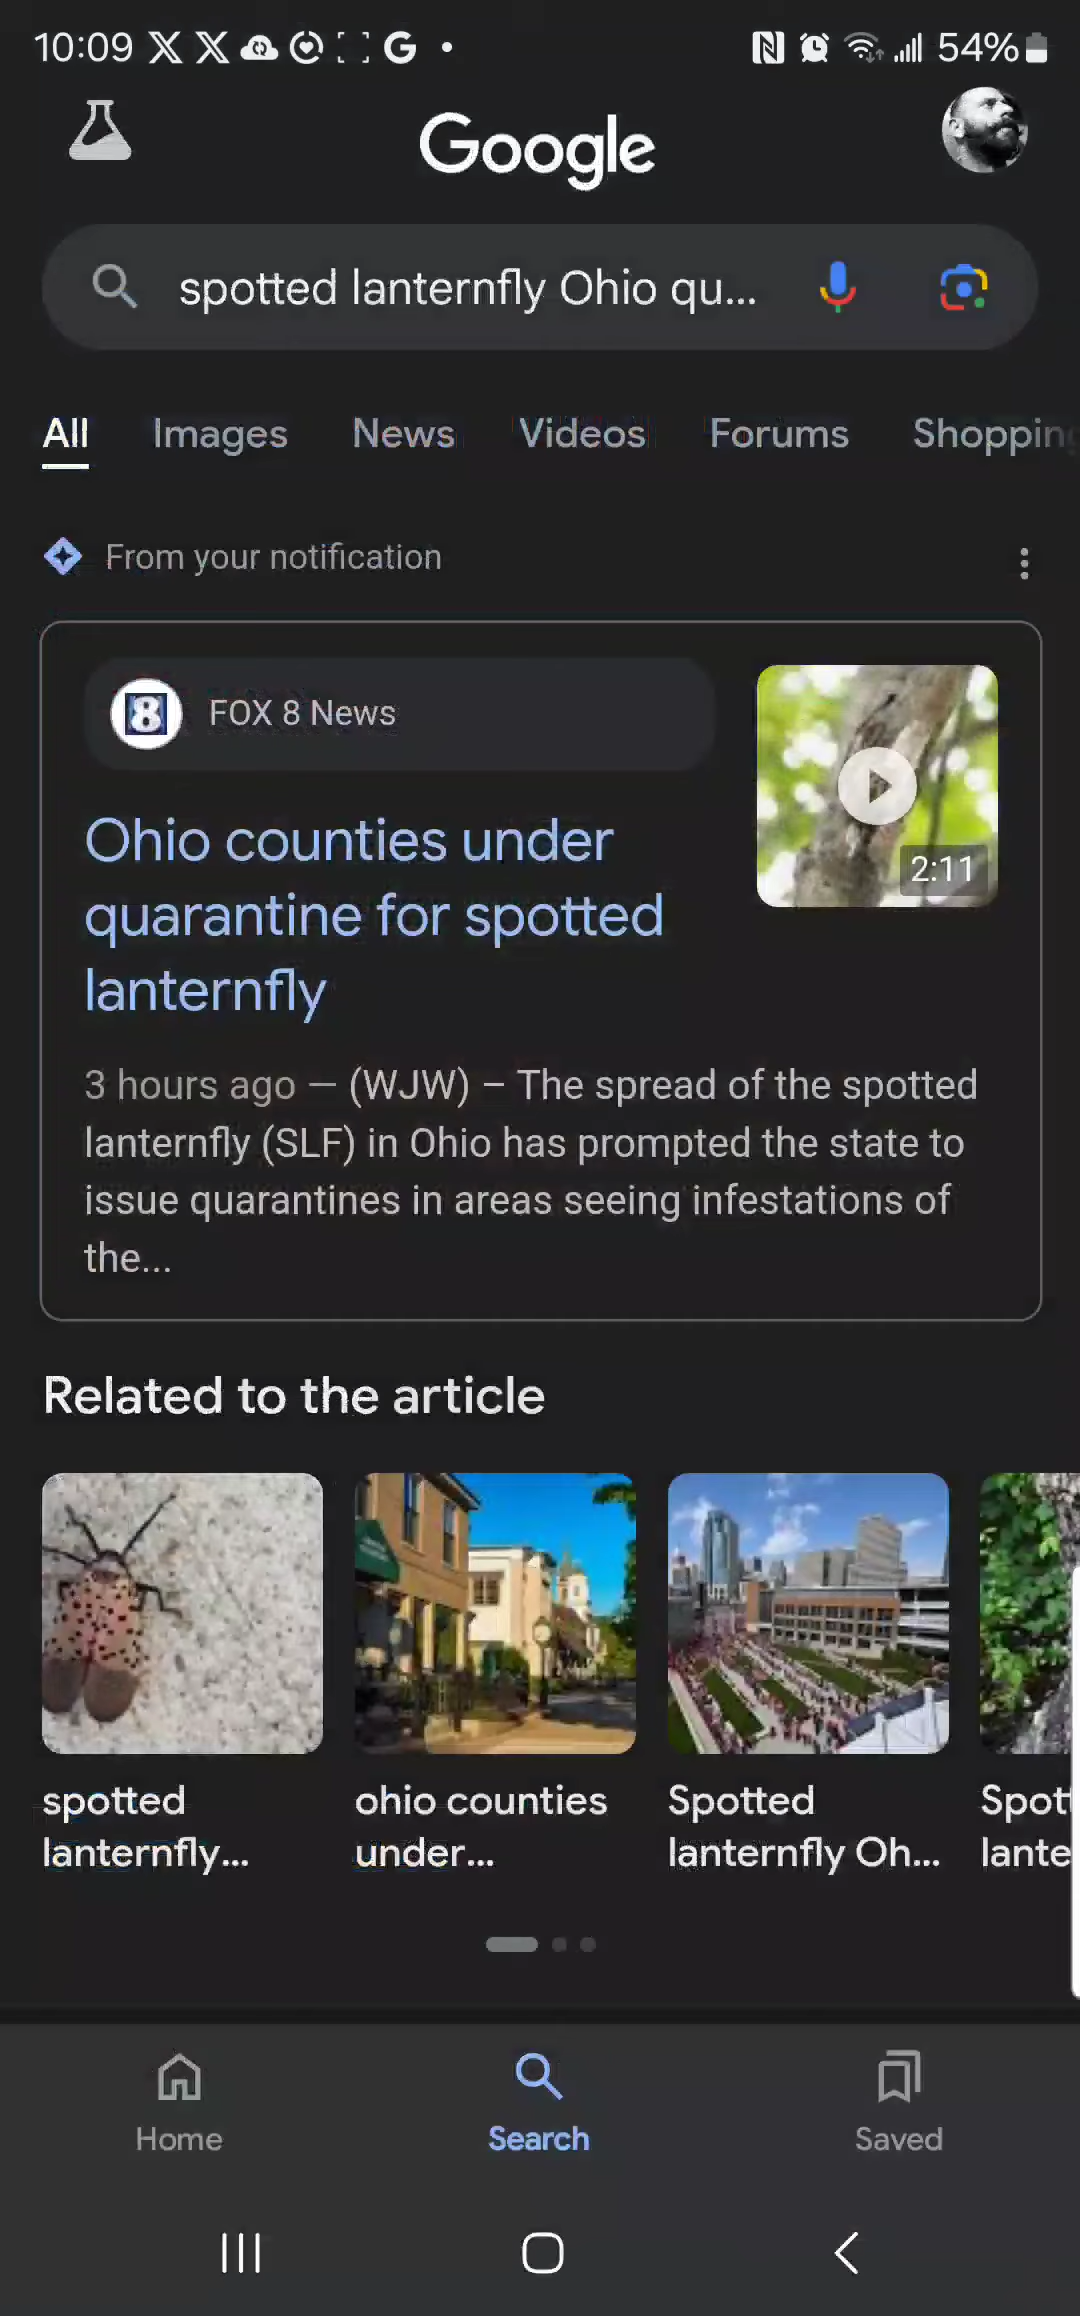 10:09
54%
Google
spotted lanternfly Ohio qu...
All Images News Videos Forums Shopping
From your notification
8 FOX 8 News
2:11
Ohio counties under
quarantine for spotted
lanternfly
3 hours ago — (WJW) – The spread of the spotted
lanternfly (SLF) in Ohio has prompted the state to
issue quarantines in areas seeing infestations of
the...
Related to the article
spotted
lanternfly...
ohio counties
under...
Spotted
lanternfly Oh...
Spott
lante
Home Search Saved